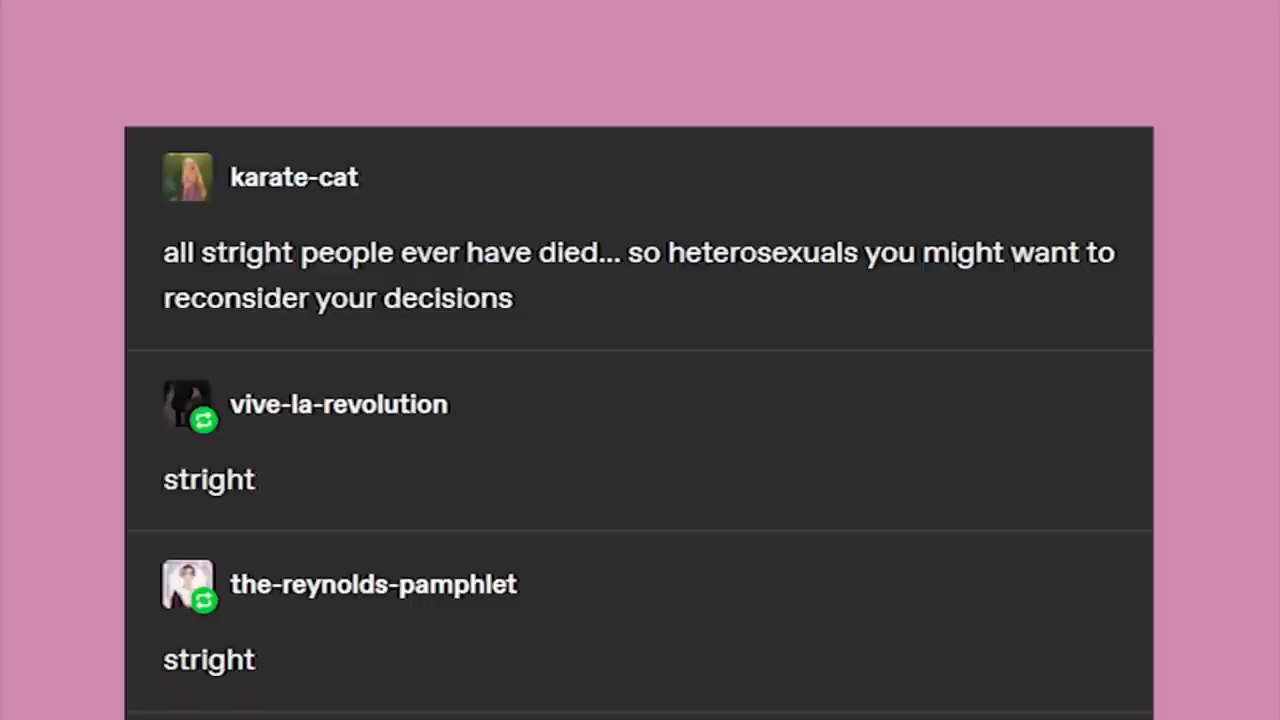 karate-cat
all stright people ever have died... so heterosexuals you might want to
reconsider your decisions
vive-la-revolution
stright
the-reynolds-pamphlet
stright